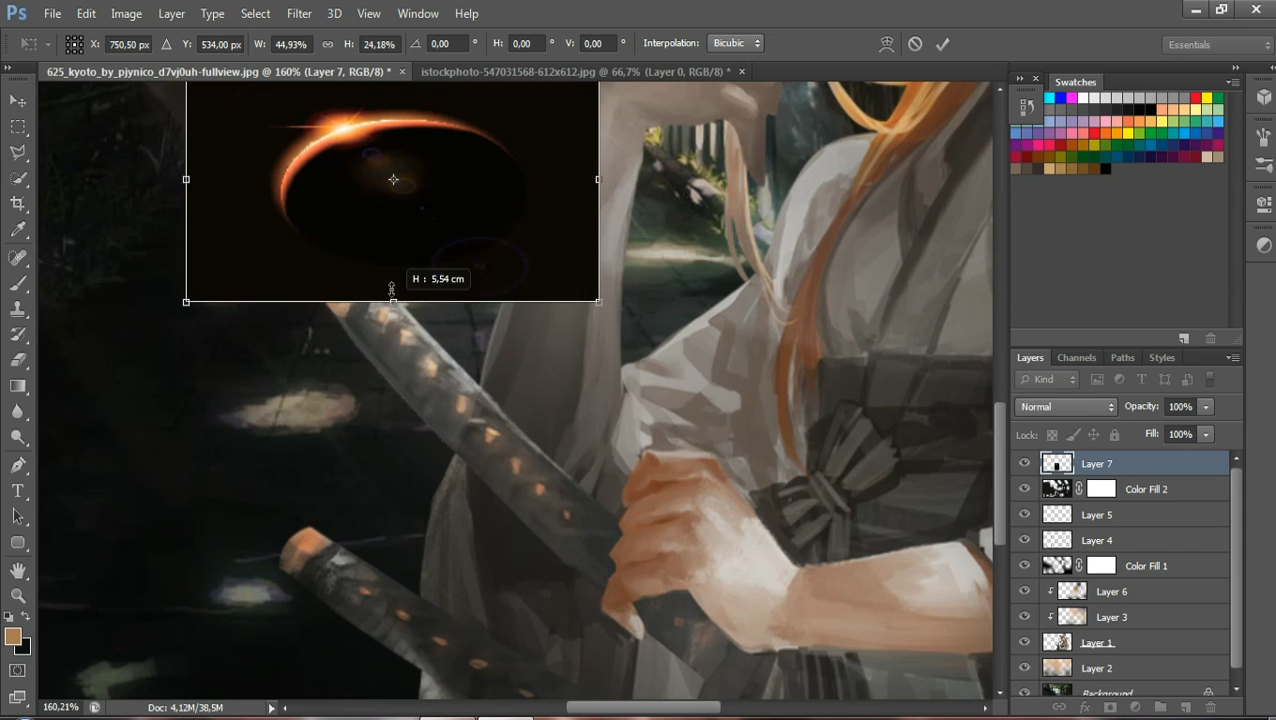 Ps File Edit Image Layer Type Select Filter 3D View Window Help
X: 750,50 px Y: 534,00 px W: 44,93% H: 24,18% 0,00 ° H: 0,00 ° V: 0,00 ° Interpolation: Bicubic Essentials
625_kyoto_by_pjynico_d7vj0uh-fullview.jpg @ 160% (Layer 7, RGB/8) * × istockphoto-547031568-612x612.jpg @ 66,7% (Layer 0, RGB/8) * ×
Swatches
H : 5,54 cm
Layers Channels Paths Styles
Kind
Normal Opacity: 100%
Lock: Fill: 100%
Layer 7
Color Fill 2
Layer 5
Layer 4
Color Fill 1
Layer 6
Layer 3
Layer 1
Layer 2
Background
fx
160,21% Doc: 4,12M/38,5M